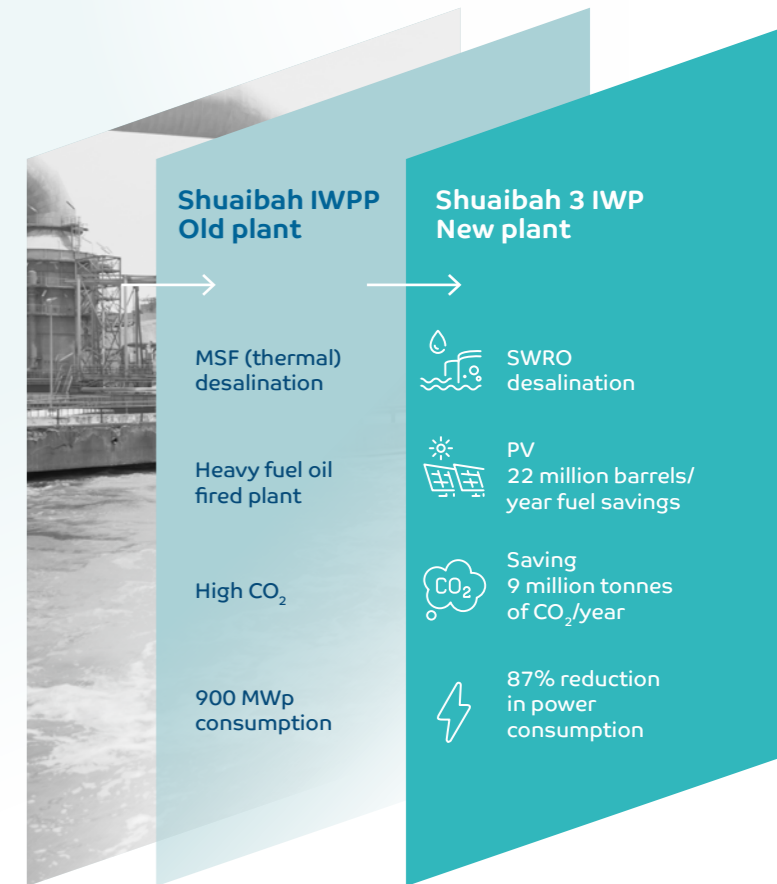 Shuaibah IWPP
Old plant
MSF (thermal)
desalination
Heavy fuel oil
fired plant
High CO₂
900 MWp
consumption
Shuaibah 3 IWP
New plant
SWRO
desalination
PV
22 million barrels/
year fuel savings
CO₂
Saving
9 million tonnes
of CO₂/year
87% reduction
in power
consumption